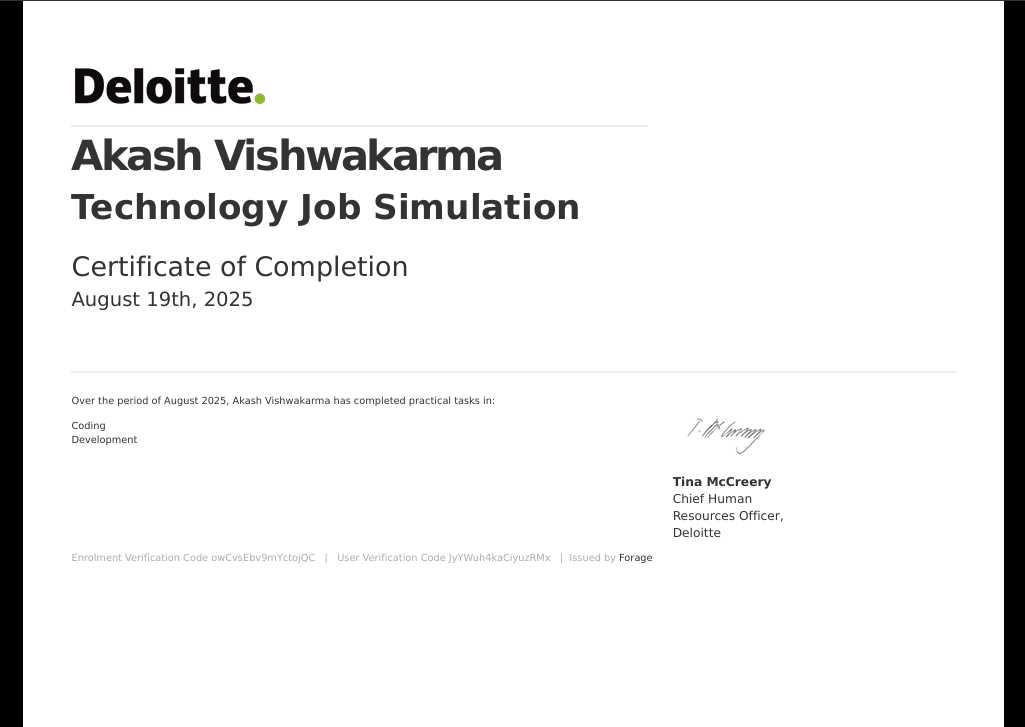 Deloitte.
Akash Vishwakarma
Technology Job Simulation
Certificate of Completion
August 19th, 2025
Over the period of August 2025, Akash Vishwakarma has completed practical tasks in:
Coding
Development
T. McCreery
Tina McCreery
Chief Human
Resources Officer,
Deloitte
Enrolment Verification Code owCvsEbv9mYctojQC | User Verification Code JyYWuh4kaCiyuzRMx | Issued by Forage